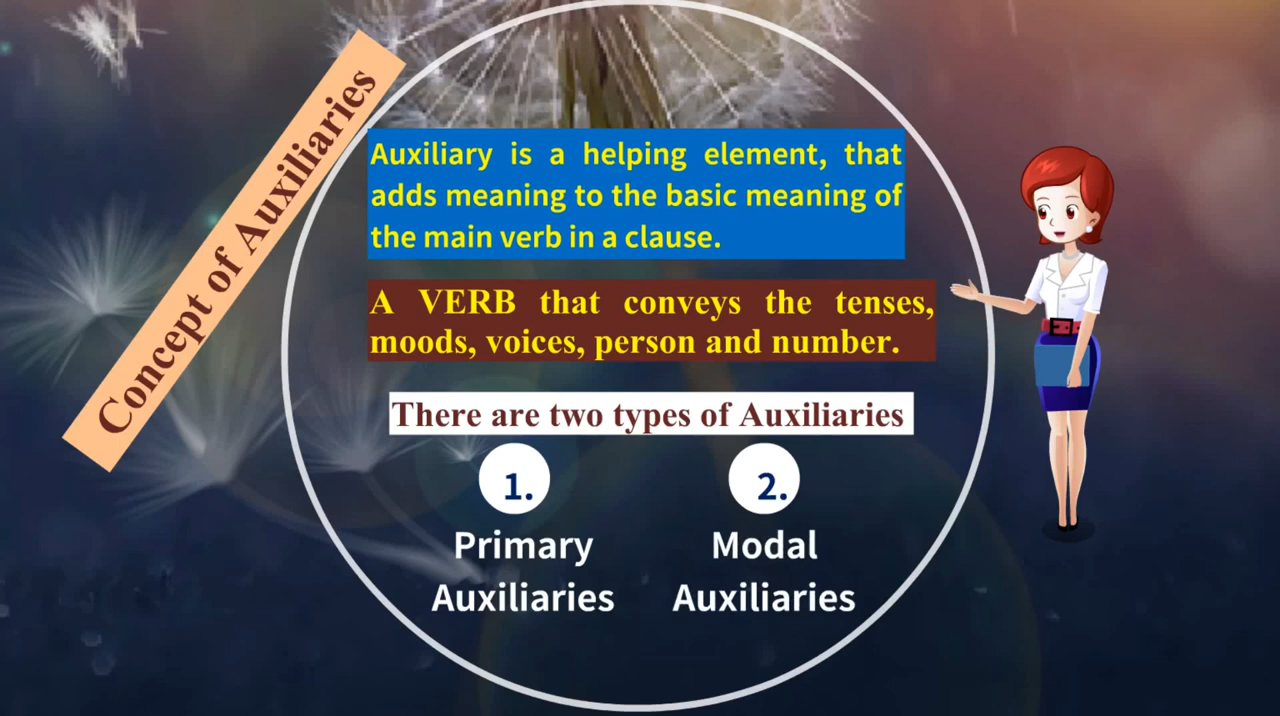 Concept of Auxiliaries
Auxiliary is a helping element, that
adds meaning to the basic meaning of
the main verb in a clause.
A VERB that conveys the tenses,
moods, voices, person and number.
There are two types of Auxiliaries
1.
Primary
Auxiliaries
2.
Modal
Auxiliaries